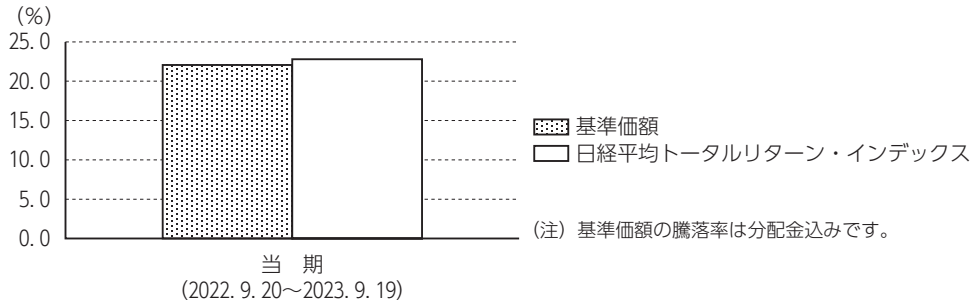 (%)
25.0
20.0
15.0
10.0
5.0
0.0
当 期
(2022.9.20～2023.9.19)
基準価額
日経平均トータルリターン・インデックス
(注) 基準価額の騰落率は分配金込みです。